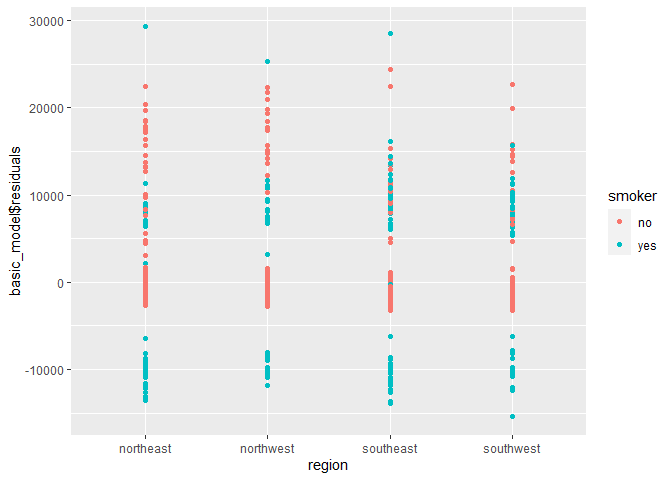 30000
20000
10000
0
-10000
basic_model$residuals
northeast
northwest
southeast
southwest
region
smoker
no
yes